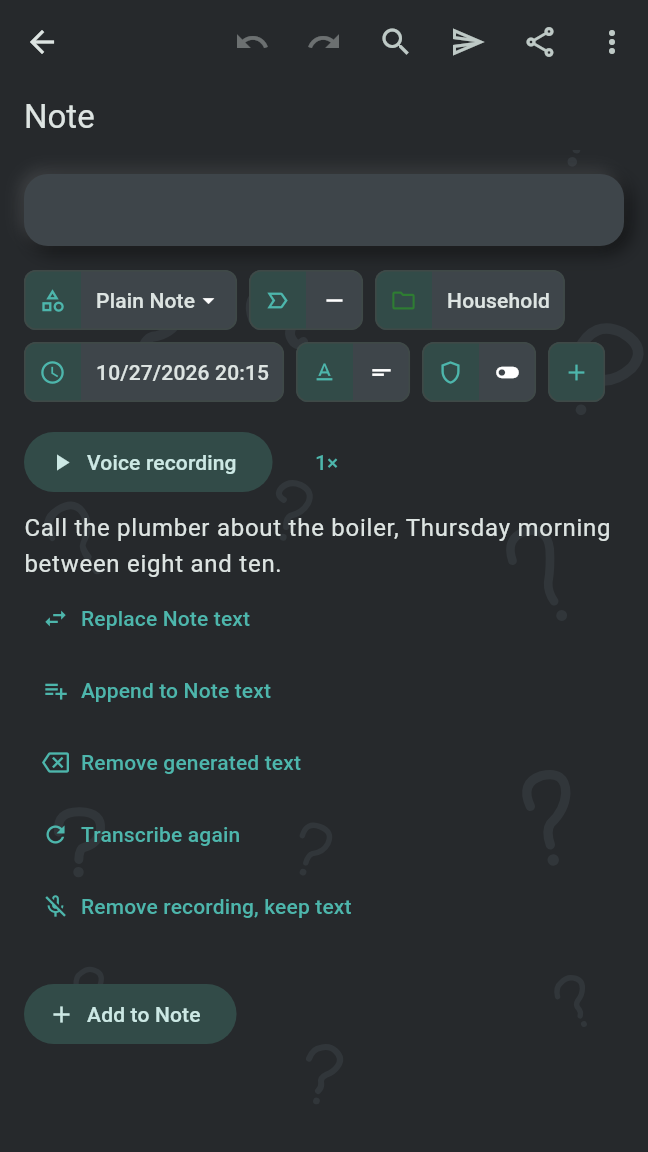 Note
Plain Note
Household
10/27/2026 20:15
Voice recording
1×
Call the plumber about the boiler, Thursday morning
between eight and ten.
Replace Note text
Append to Note text
Remove generated text
Transcribe again
Remove recording, keep text
Add to Note